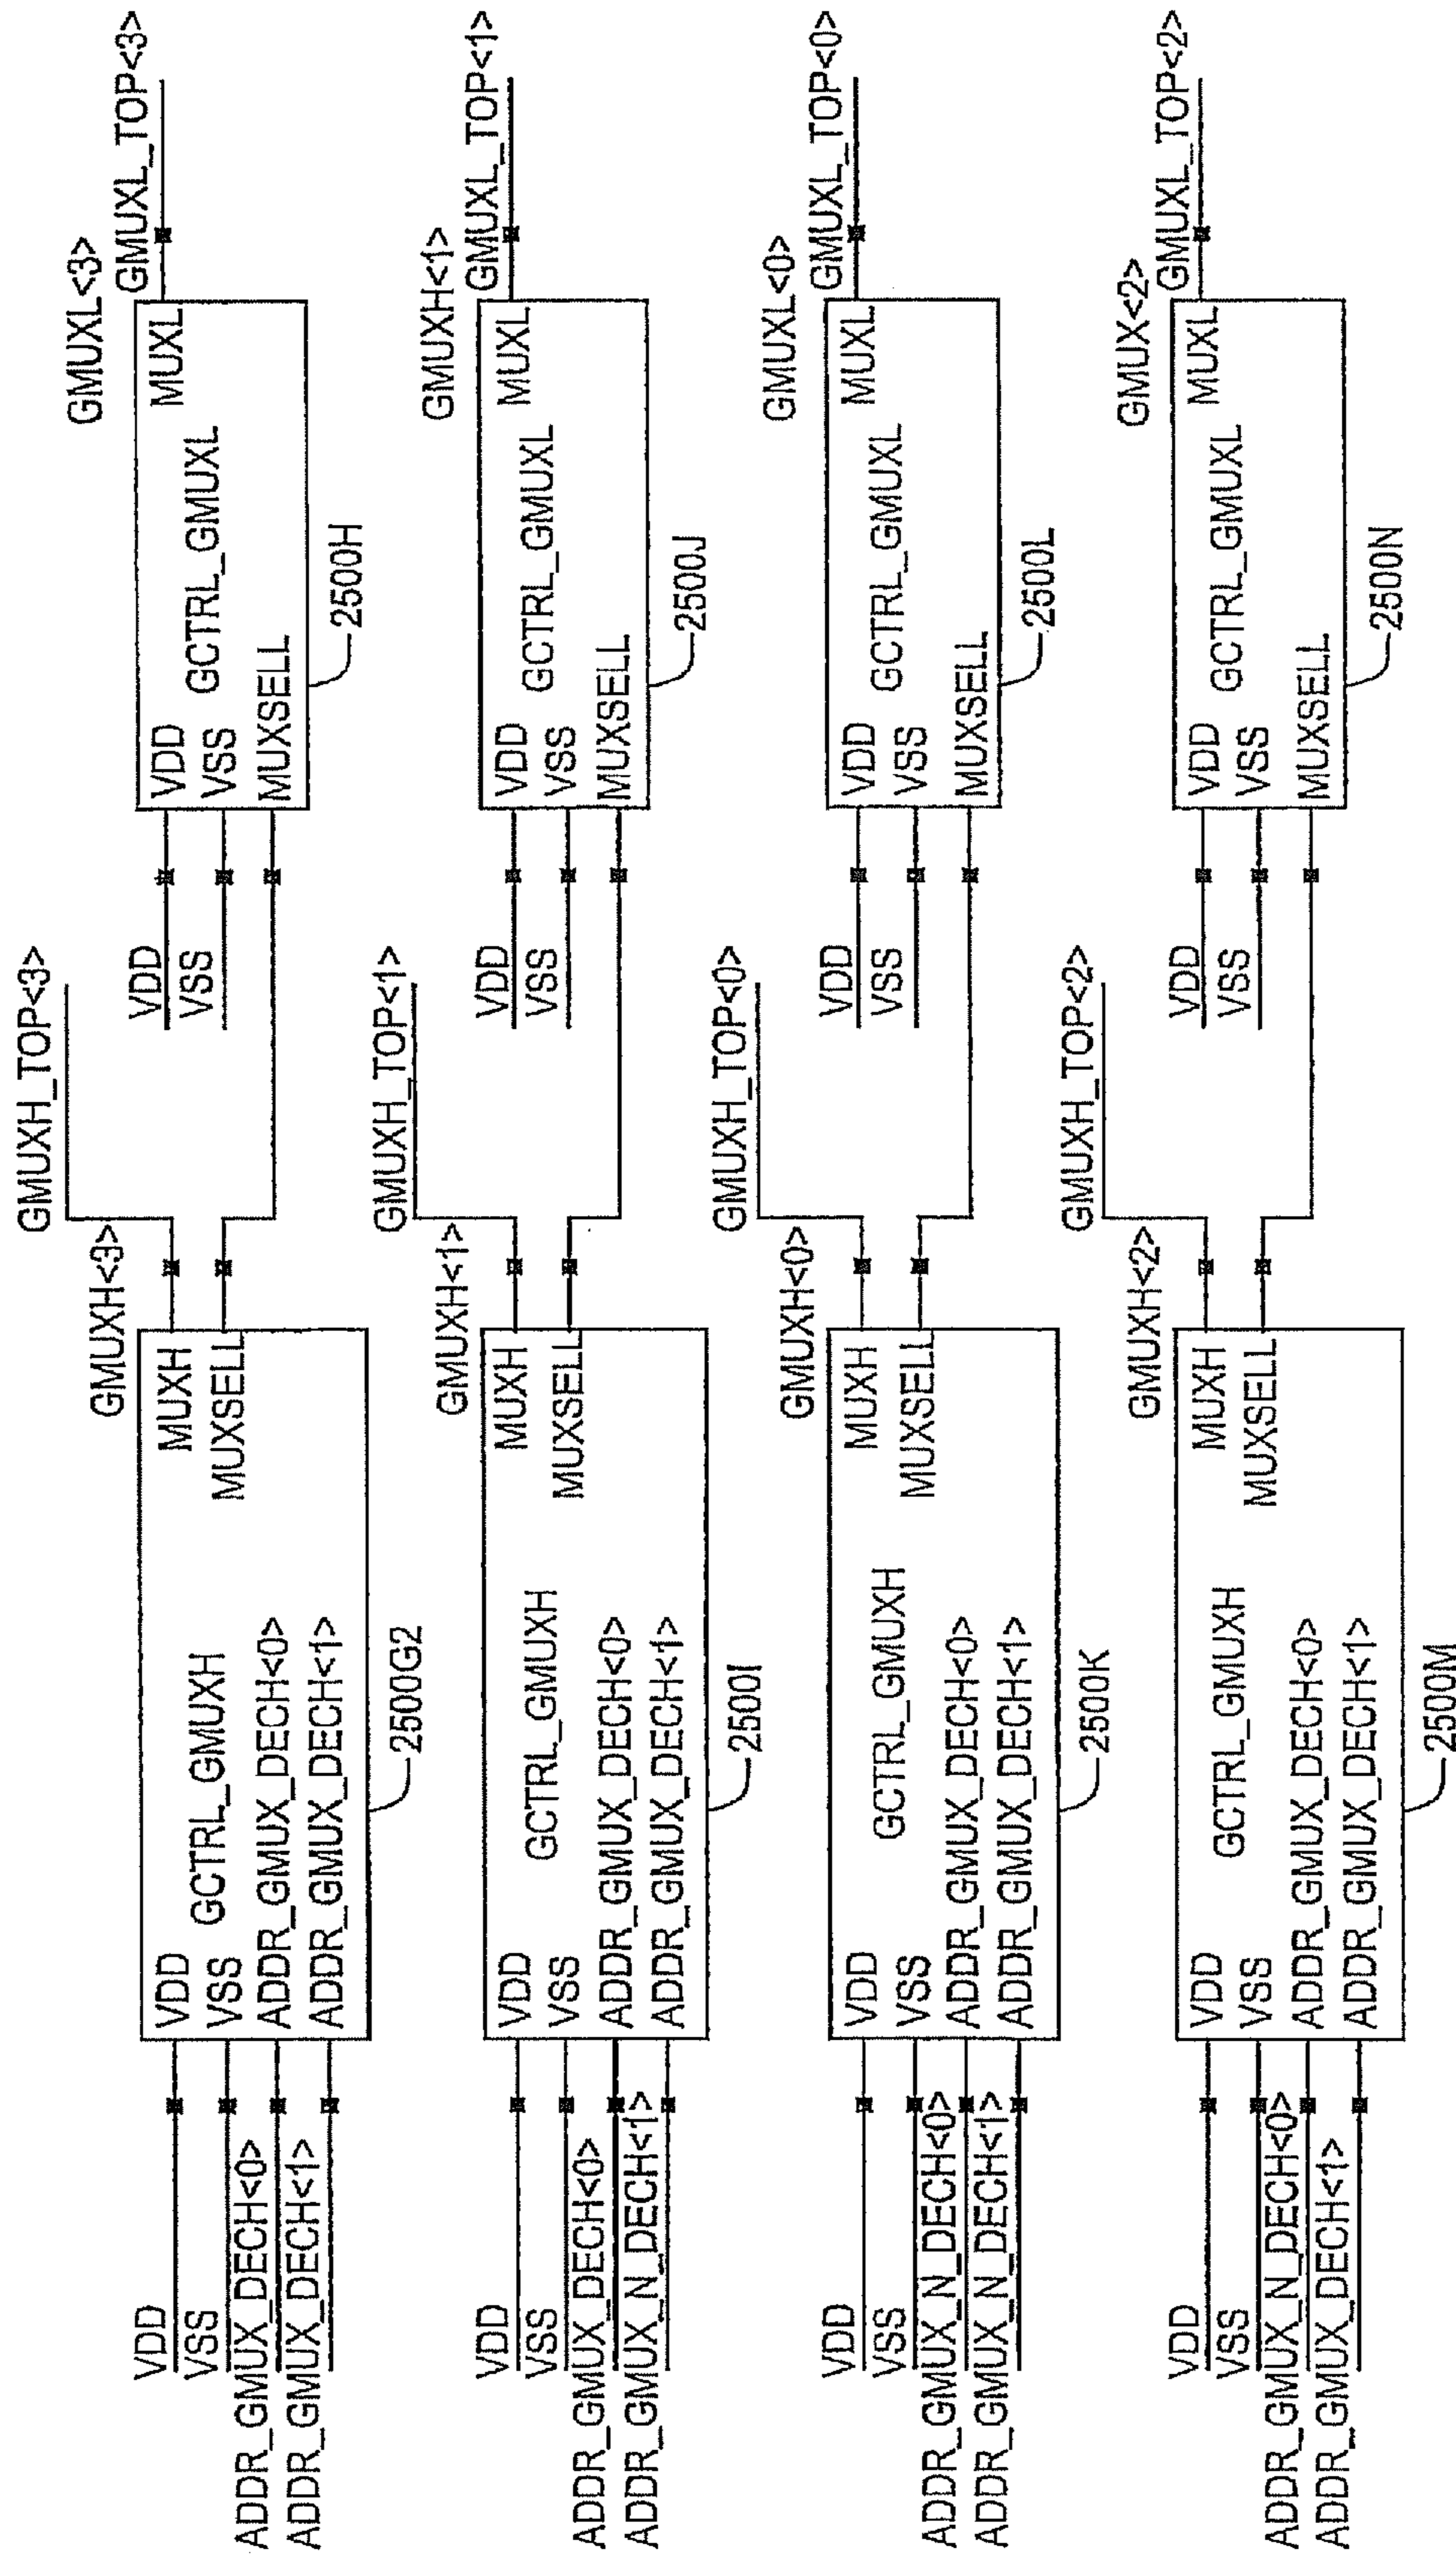 VDD
VSS
ADDR_GMUX_DECH<0>
ADDR_GMUX_DECH<1>
VDD
VSS
GCTRL_GMUXH
ADDR_GMUX_DECH<0>
ADDR_GMUX_DECH<1>
MUXH
MUXSELL
2500G2
GMUXH<3>
GMUXH_TOP<3>
VDD
VSS
VDD
VSS
GCTRL_GMUXL
MUXSELL
MUXL
2500H
GMUXL<3>
GMUXL_TOP<3>
VDD
VSS
ADDR_GMUX_DECH<0>
ADDR_GMUX_N_DECH<1>
VDD
VSS
GCTRL_GMUXH
ADDR_GMUX_DECH<0>
ADDR_GMUX_DECH<1>
MUXH
MUXSELL
2500I
GMUXH<1>
GMUXH_TOP<1>
VDD
VSS
VDD
VSS
GCTRL_GMUXL
MUXSELL
MUXL
2500J
GMUXH<1>
GMUXL_TOP<1>
VDD
VSS
ADDR_GMUX_N_DECH<0>
ADDR_GMUX_N_DECH<1>
VDD
VSS
GCTRL_GMUXH
ADDR_GMUX_DECH<0>
ADDR_GMUX_DECH<1>
MUXH
MUXSELL
2500K
GMUXH<0>
GMUXH_TOP<0>
VDD
VSS
VDD
VSS
GCTRL_GMUXL
MUXSELL
MUXL
2500L
GMUXL<0>
GMUXL_TOP<0>
VDD
VSS
ADDR_GMUX_N_DECH<0>
ADDR_GMUX_DECH<1>
VDD
VSS
GCTRL_GMUXH
ADDR_GMUX_DECH<0>
ADDR_GMUX_DECH<1>
MUXH
MUXSELL
2500M
GMUXH<2>
GMUXH_TOP<2>
VDD
VSS
VDD
VSS
GCTRL_GMUXL
MUXSELL
MUXL
2500N
GMUX<2>
GMUXL_TOP<2>